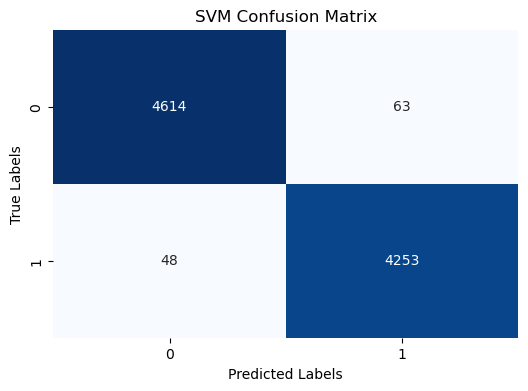 SVM Confusion Matrix
0
4614
63
True Labels
1
48
4253
0
1
Predicted Labels